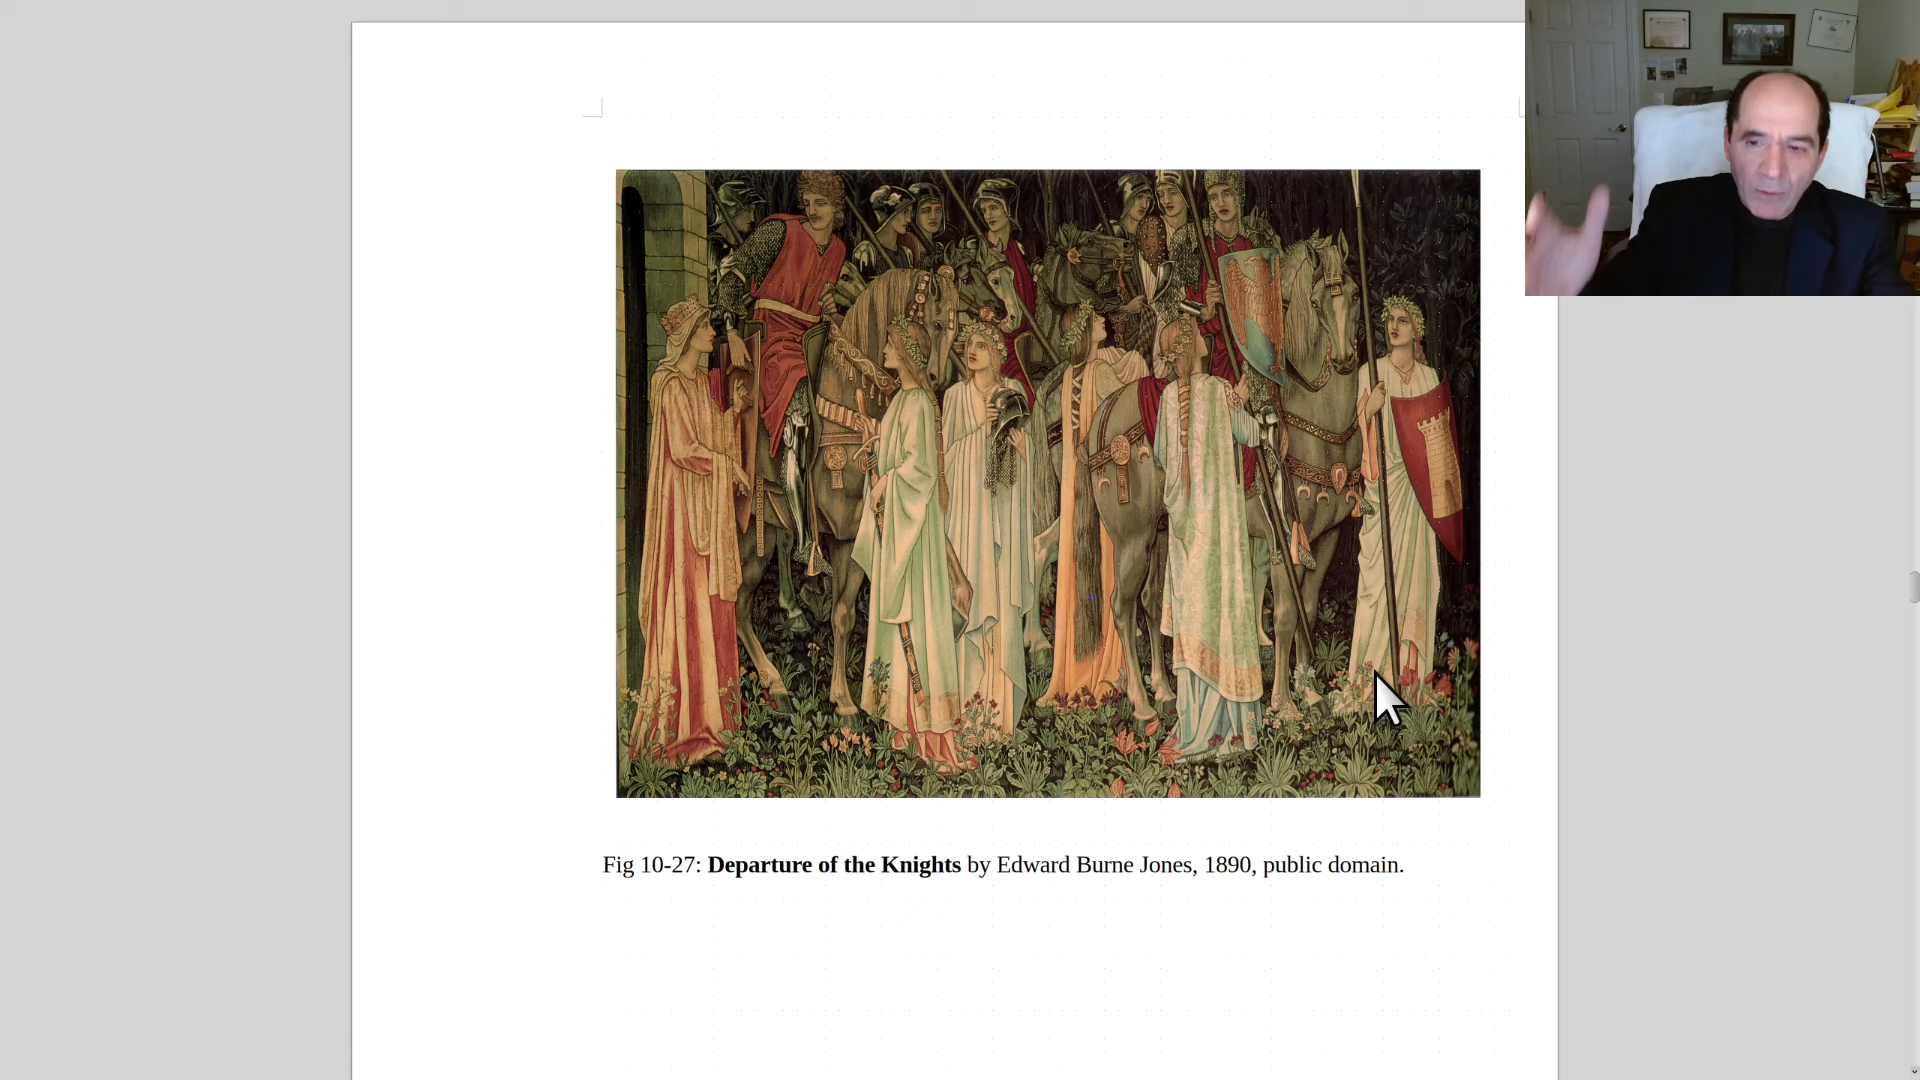 Fig 10-27: Departure of the Knights by Edward Burne Jones, 1890, public domain.